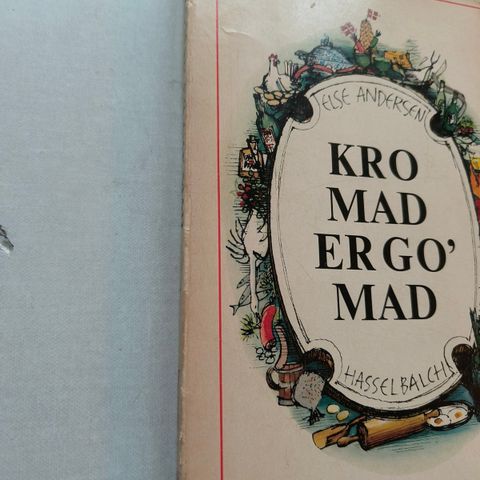 ELSE ANDERSEN
KRO
MAD
ER GO'
MAD
HASSELBALCH